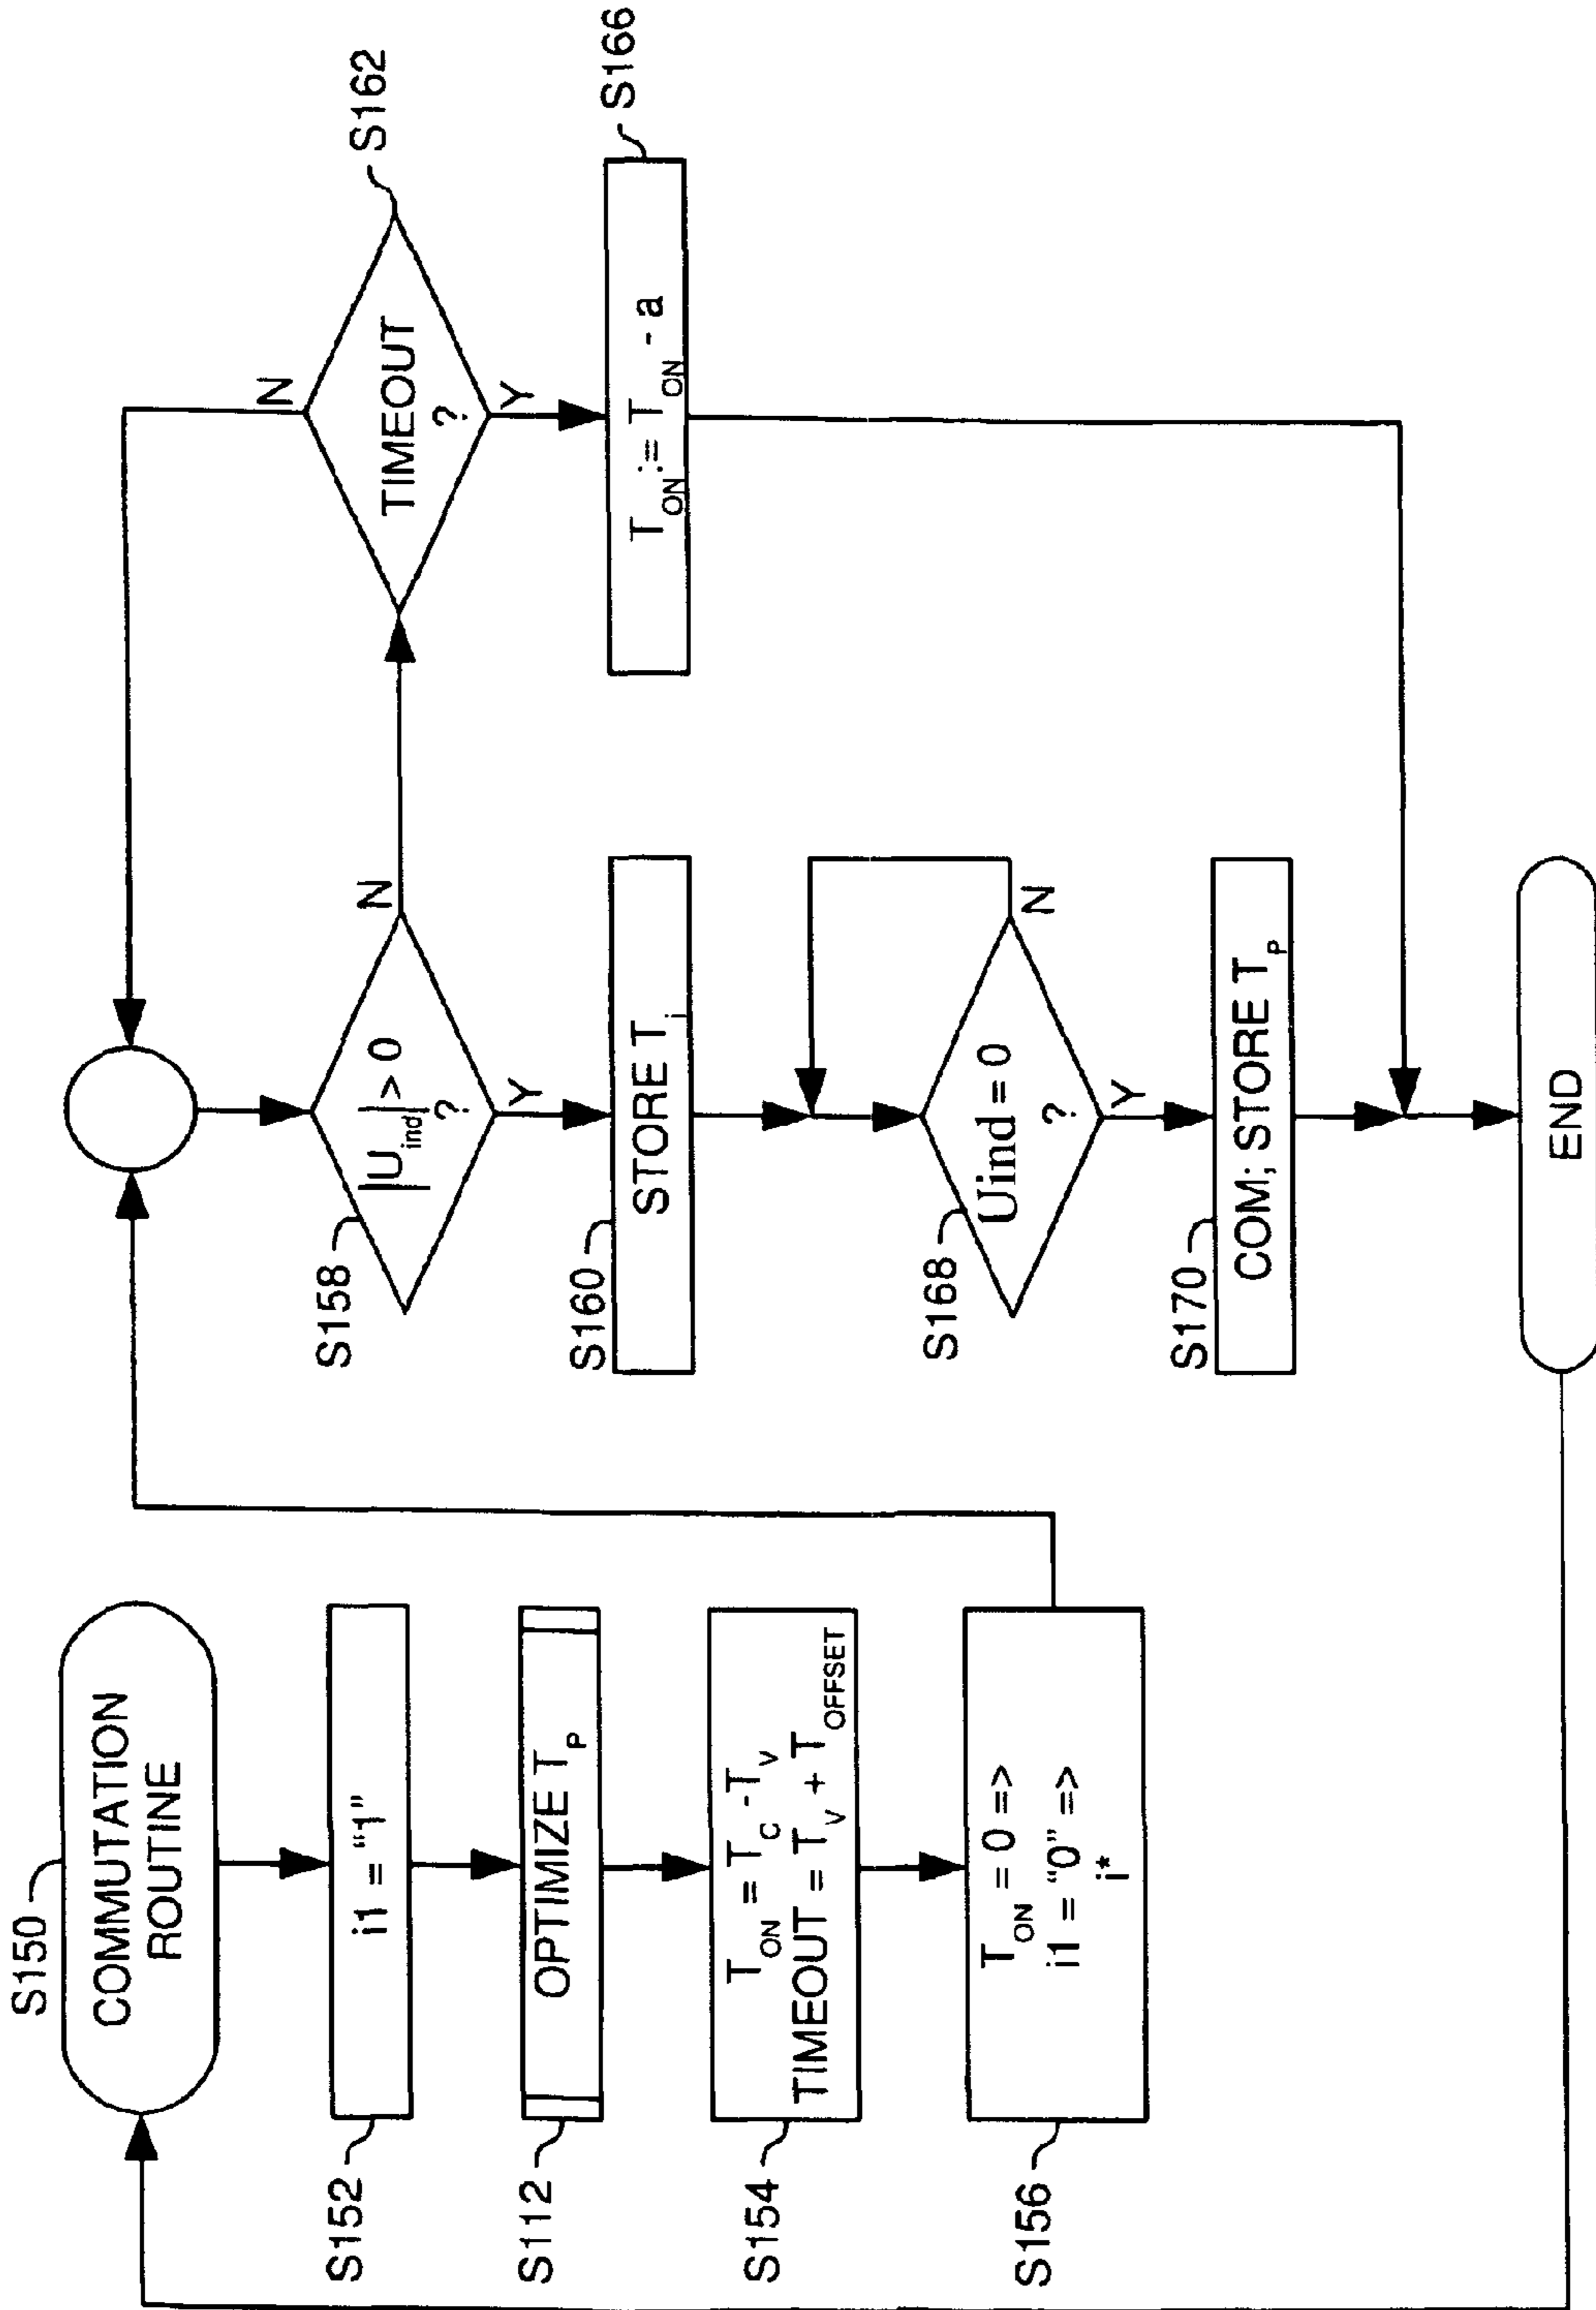 S150
COMMUTATION
ROUTINE
S152
i1 = “1”
S112
OPTIMIZE T_P
S154
T_ON = T_C - T_V
TIMEOUT = T_V + T_OFFSET
S156
T_ON = 0 =>
i1 = “0” =>
i*
S158
|U_ind| > 0
?
N
Y
S162
TIMEOUT
?
N
Y
S166
T_ON := T_ON - a
S160
STORE T_i
S168
Uind = 0
?
N
Y
S170
COM; STORE T_P
END